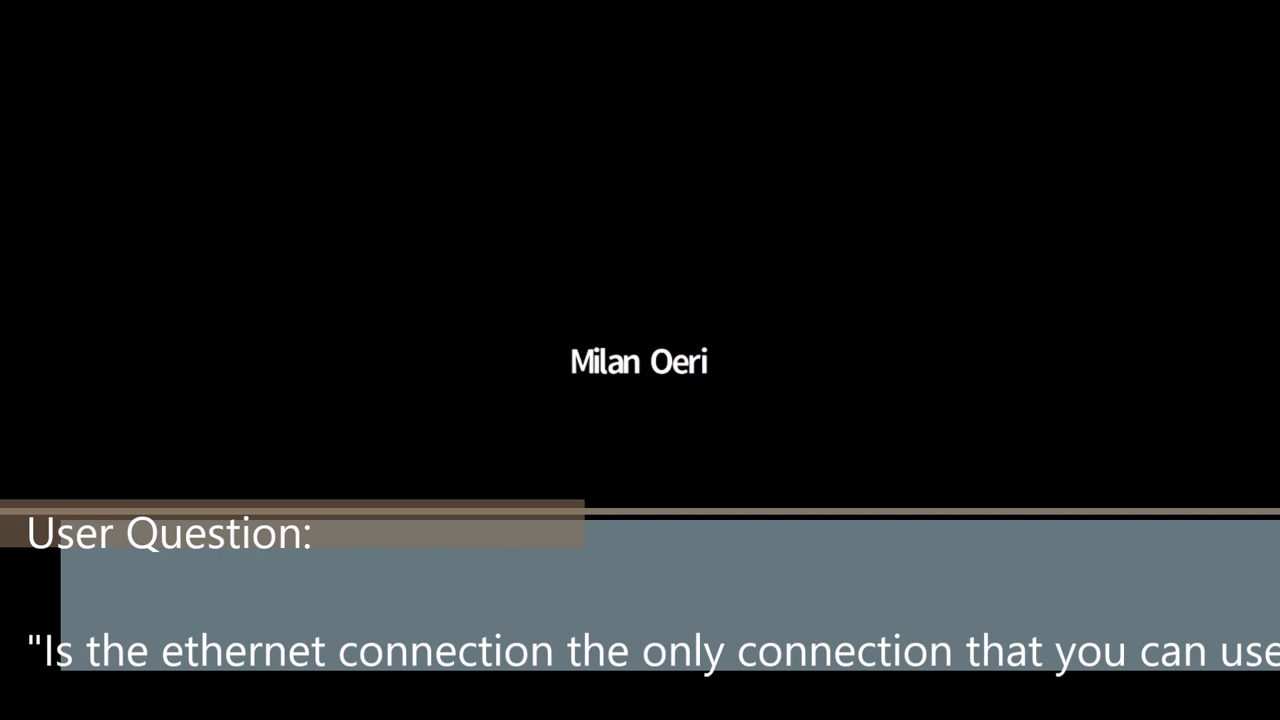 Milan Oeri
User Question:
"Is the ethernet connection the only connection that you can use